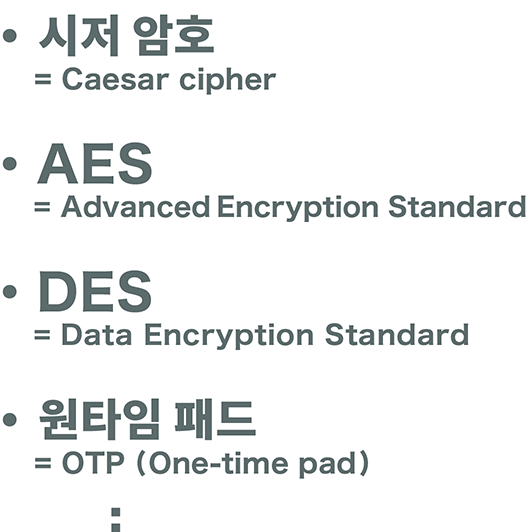 • 시저 암호
= Caesar cipher
• AES
= Advanced Encryption Standard
• DES
= Data Encryption Standard
• 원타임 패드
= OTP (One-time pad)
: